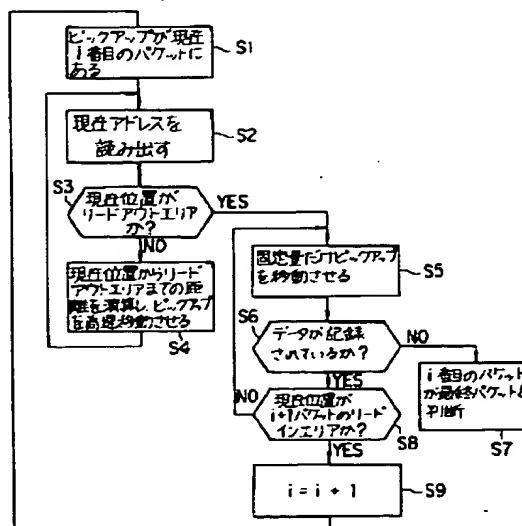 ピックアップが現在
i番目のパケットに
ある
S1
現在アドレスを
読み出す
S2
S3
現在位置が
リードアウトエリア
か?
YES
NO
現在位置からリード
アウトエリアまでの距
離を演算し、ピックアップ
を高速移動させる
S4
固定量だけピックアップ
を移動させる
S5
S6
データが記録
されているか?
NO
YES
i番目のパケット
が最終パケットと
判断
S7
NO
現在位置が
i+1パケットのリード
インエリアか?
S8
YES
i = i + 1
S9